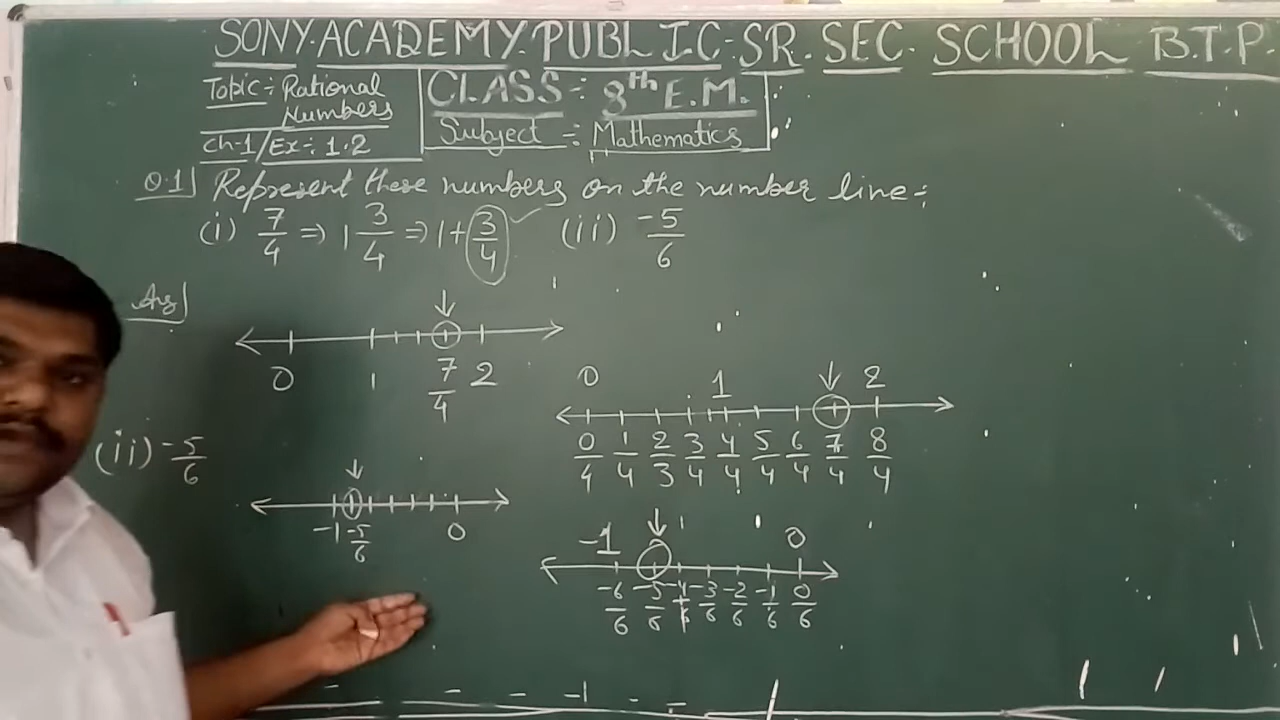 SONY ACADEMY PUBLIC SR. SEC. SCHOOL B.T.P.
Topic :- Rational Numbers
CLASS :- 8th E.M.
Ch-1/Ex :- 1.2
Subject :- Mathematics
Q.1] Represent these numbers on the number line :-
(i) 7/4 ⇒ 1 3/4 ⇒ 1+3/4 (ii) -5/6
Ans]
0 1 7/4 2
0 1 2
0/4 1/4 2/3 3/4 4/4 5/4 6/4 7/4 8/4
(ii) -5/6
-1 -5/6 0
-1 0
-6/6 -5/6 -4/6 -3/6 -2/6 -1/6 0/6